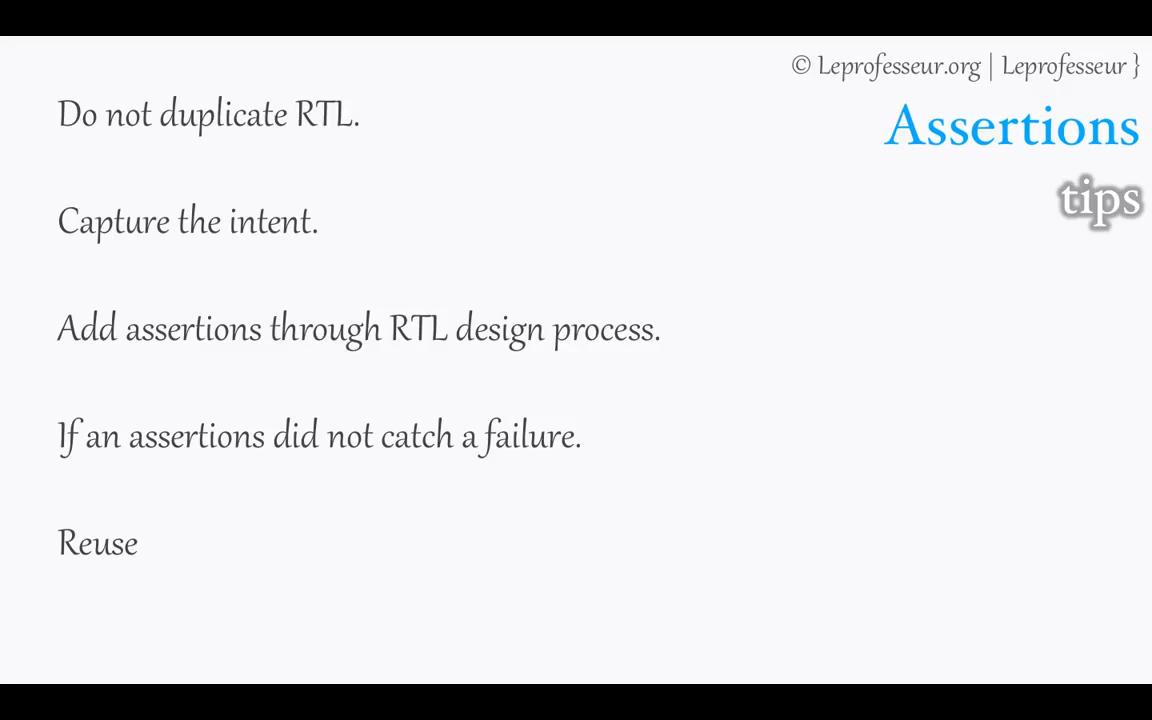 © Leprofesseur.org | Leprofesseur }
Assertions
tips
Do not duplicate RTL.
Capture the intent.
Add assertions through RTL design process.
If an assertions did not catch a failure.
Reuse